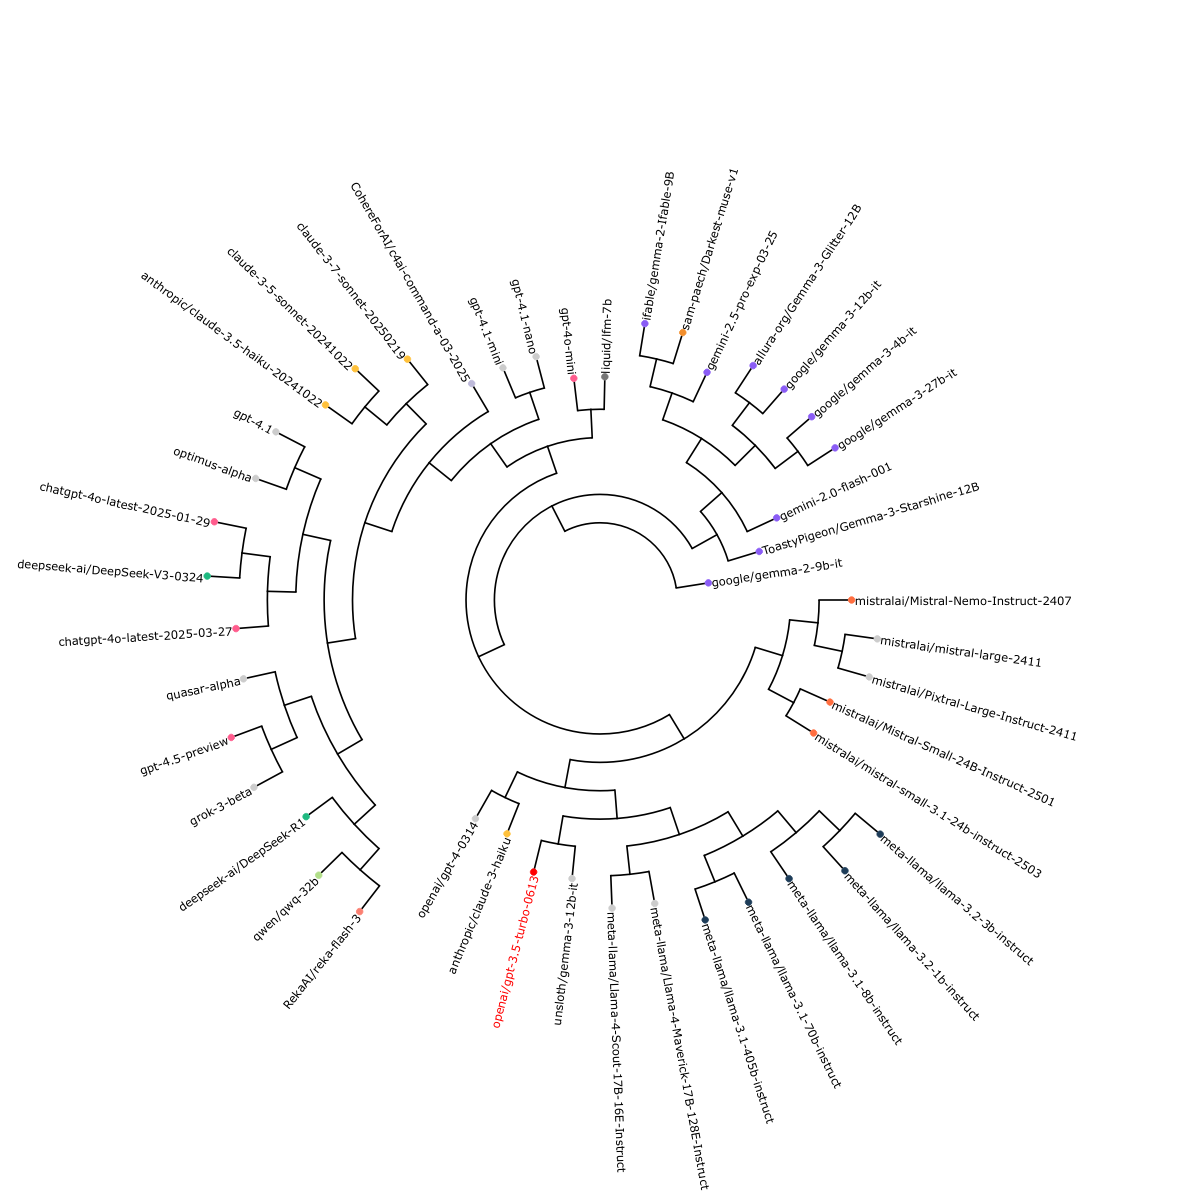 ifable/gemma-2-Ifable-9B
sam-paech/Darkest-muse-v1
gemini-2.5-pro-exp-03-25
allura-org/Gemma-3-Glitter-12B
google/gemma-3-12b-it
google/gemma-3-4b-it
google/gemma-3-27b-it
gemini-2.0-flash-001
ToastyPigeon/Gemma-3-Starshine-12B
google/gemma-2-9b-it
mistralai/Mistral-Nemo-Instruct-2407
mistralai/mistral-large-2411
mistralai/Pixtral-Large-Instruct-2411
mistralai/Mistral-Small-24B-Instruct-2501
mistralai/mistral-small-3.1-24b-instruct-2503
meta-llama/llama-3.2-3b-instruct
meta-llama/llama-3.2-1b-instruct
meta-llama/llama-3.1-8b-instruct
meta-llama/llama-3.1-70b-instruct
meta-llama/llama-3.1-405b-instruct
meta-llama/Llama-4-Maverick-17B-128E-Instruct
meta-llama/Llama-4-Scout-17B-16E-Instruct
unsloth/gemma-3-12b-it
openai/gpt-3.5-turbo-0613
anthropic/claude-3-haiku
openai/gpt-4-0314
RekaAI/reka-flash-3
qwen/qwq-32b
deepseek-ai/DeepSeek-R1
grok-3-beta
gpt-4.5-preview
quasar-alpha
chatgpt-4o-latest-2025-03-27
deepseek-ai/DeepSeek-V3-0324
chatgpt-4o-latest-2025-01-29
optimus-alpha
gpt-4.1
anthropic/claude-3.5-haiku-20241022
claude-3-5-sonnet-20241022
claude-3-7-sonnet-20250219
CohereForAI/c4ai-command-a-03-2025
gpt-4.1-mini
gpt-4.1-nano
gpt-4o-mini
liquid/lfm-7b